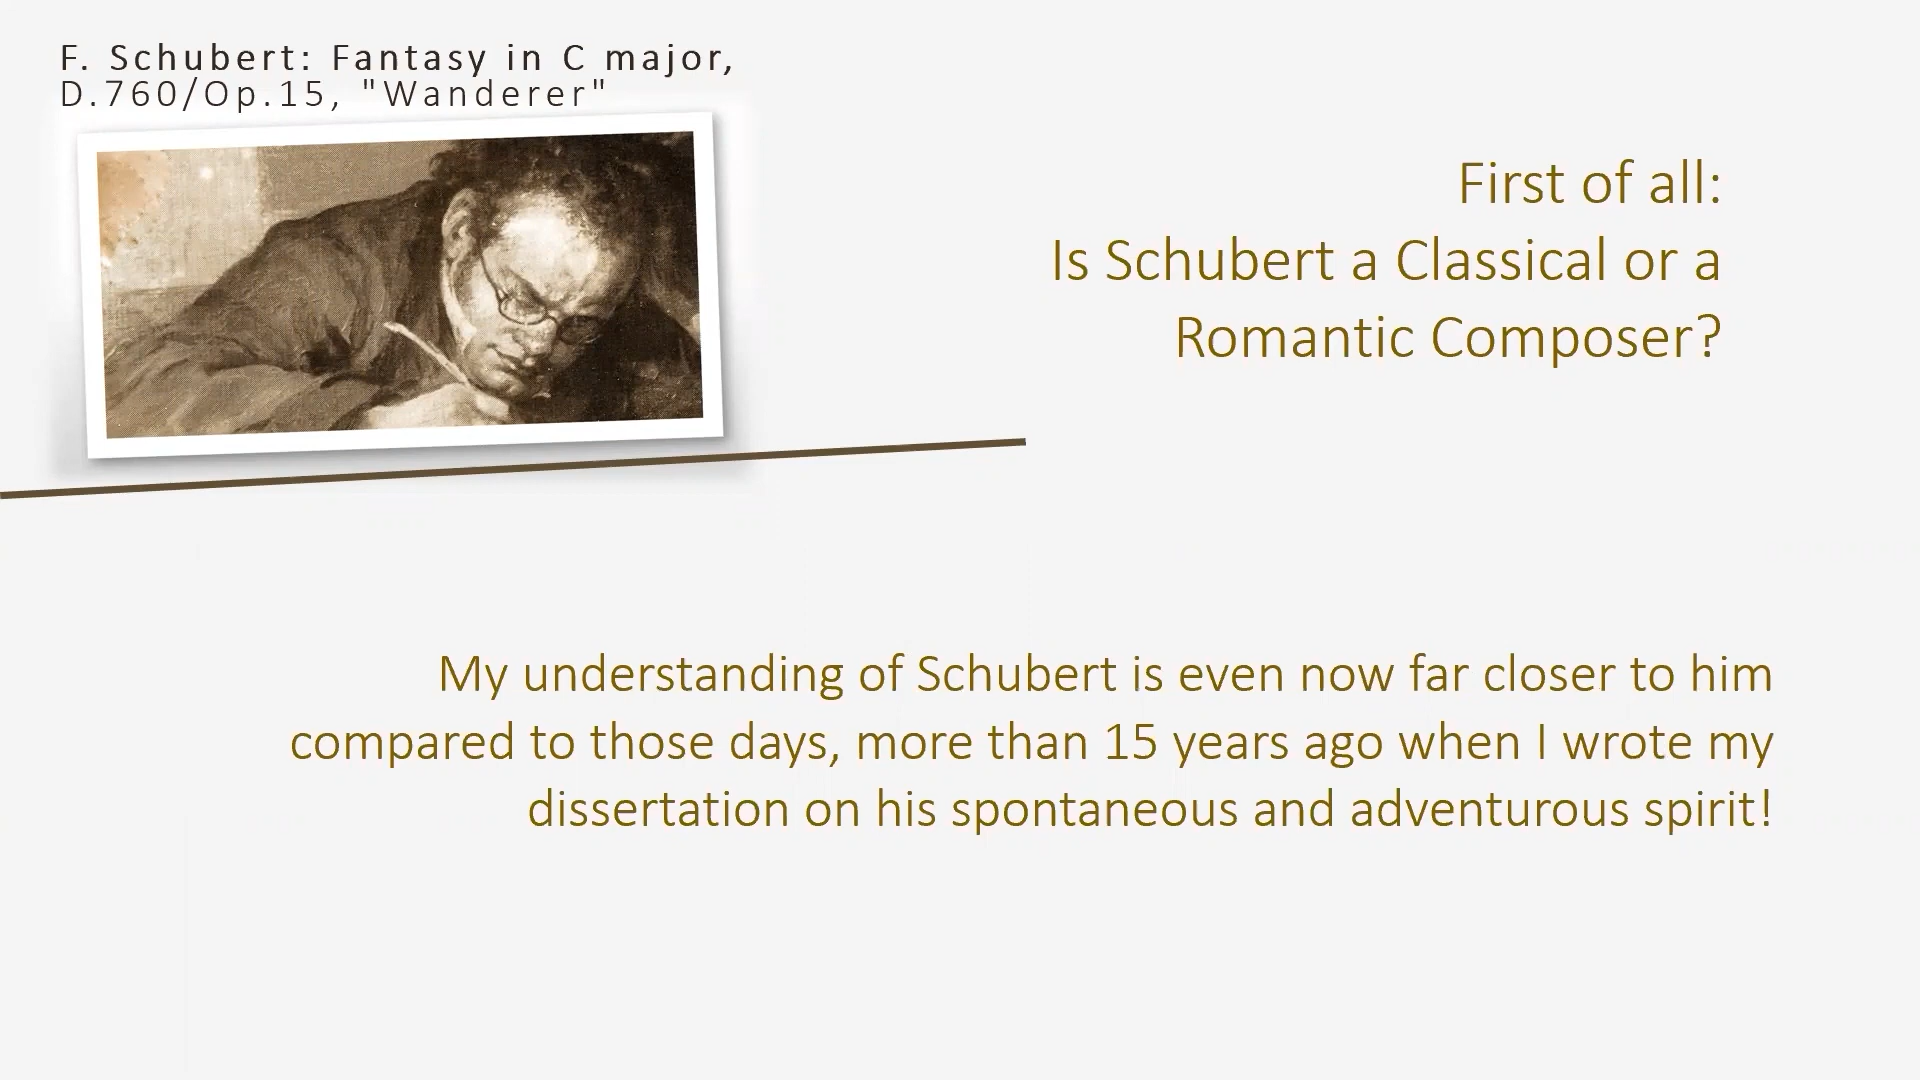 F. Schubert: Fantasy in C major,
D.760/Op.15, "Wanderer"
First of all:
Is Schubert a Classical or a
Romantic Composer?
My understanding of Schubert is even now far closer to him
compared to those days, more than 15 years ago when I wrote my
dissertation on his spontaneous and adventurous spirit!